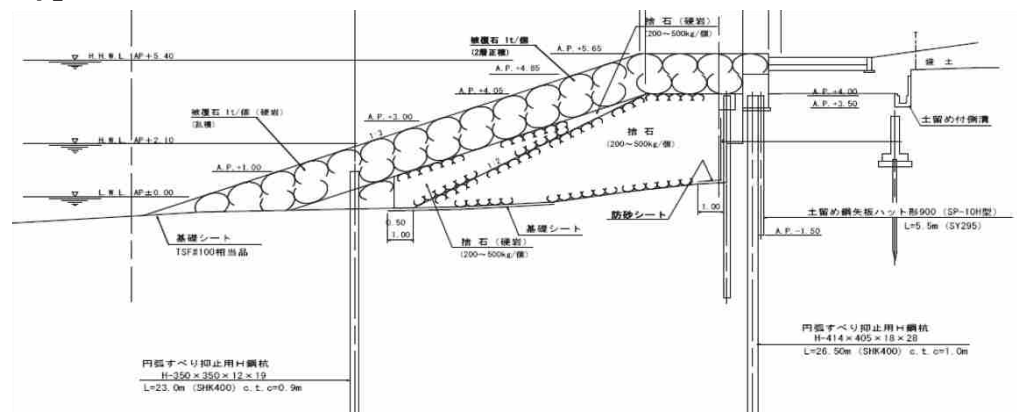 捨石（硬岩）
(200～500kg/個)
被覆石 1t/個
(2層正積)
A.P.+5.65
H.H.W.L. AP+5.40
A.P.+4.85
A.P.+4.05
A.P.+4.00
A.P.+3.50
土留め付側溝
被覆石 1t/個（硬岩）
(乱積)
A.P.+3.00
1:3
捨石
(200～500kg/個)
H.W.L. AP+2.10
1:2
A.P.+1.00
L.W.L. AP±0.00
基礎シート
TSF#100相当品
0.50
1.00
捨石（硬岩）
(200～500kg/個)
基礎シート
防砂シート
1.00
土留め鋼矢板ハット形900（SP-10H型）
L=5.5m (SY295)
A.P.-1.50
円弧すべり抑止用H鋼杭
H-350×350×12×19
L=23.0m (SHK400) c.t.c=0.9m
円弧すべり抑止用H鋼杭
H-414×405×18×28
L=26.50m (SHK400) c.t.c=1.0m